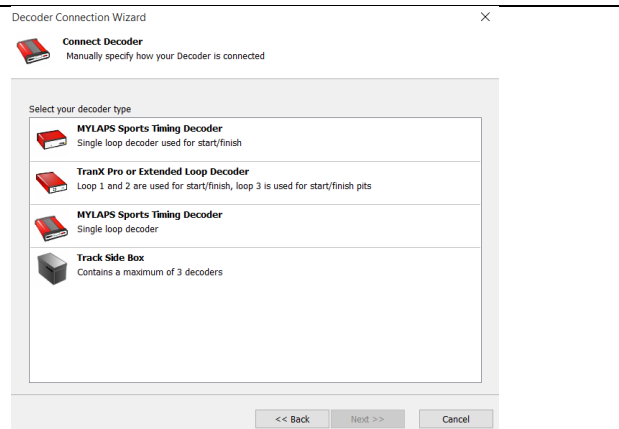 Decoder Connection Wizard
Connect Decoder
Manually specify how your Decoder is connected
Select your decoder type
MYLAPS Sports Timing Decoder
Single loop decoder used for start/finish
TranX Pro or Extended Loop Decoder
Loop 1 and 2 are used for start/finish, loop 3 is used for start/finish pits
MYLAPS Sports Timing Decoder
Single loop decoder
Track Side Box
Contains a maximum of 3 decoders
<< Back Next >> Cancel